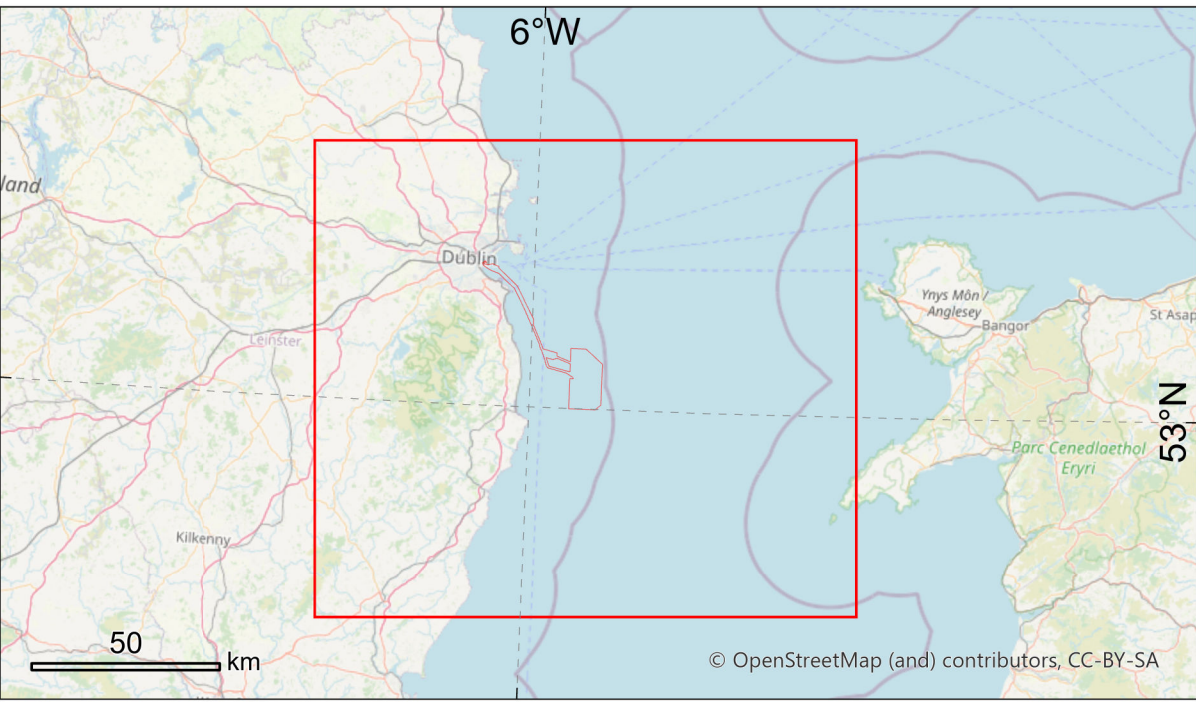 6°W
land
Dublin
Ynys Môn /
Anglesey
Bangor
St Asap
Leinster
53°N
Parc Cenedlaethol
Eryri
Kilkenny
50
km
© OpenStreetMap (and) contributors, CC-BY-SA